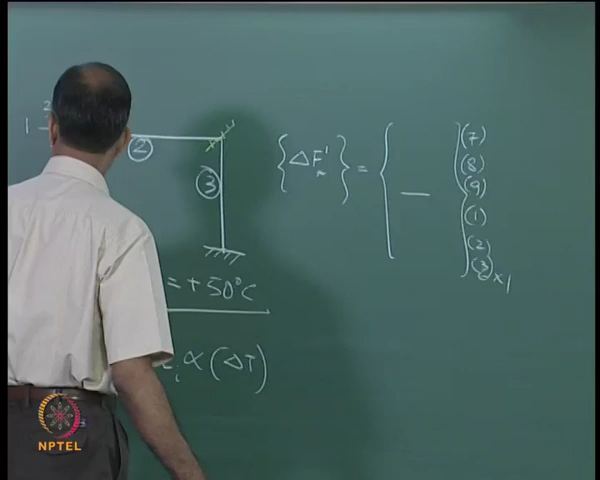 2
1
②
③
{ΔF'} = { — }
(7)
(8)
(9)
(1)
(2)
(3)
×1
= + 50°C
i α (ΔT)
NPTEL